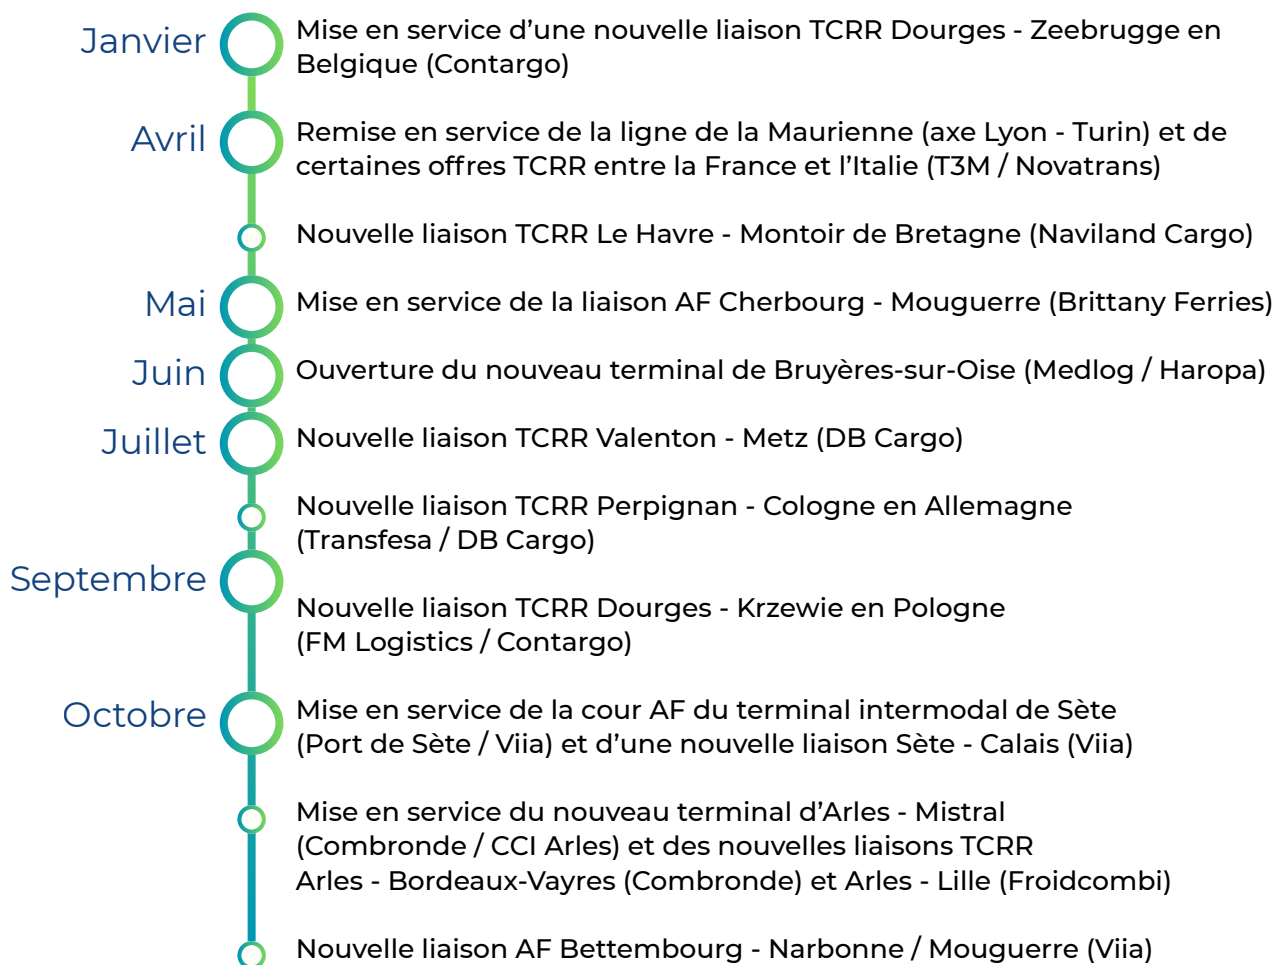 Janvier
Mise en service d’une nouvelle liaison TCRR Dourges - Zeebrugge en
Belgique (Contargo)
Avril
Remise en service de la ligne de la Maurienne (axe Lyon - Turin) et de
certaines offres TCRR entre la France et l’Italie (T3M / Novatrans)
Nouvelle liaison TCRR Le Havre - Montoir de Bretagne (Naviland Cargo)
Mai
Mise en service de la liaison AF Cherbourg - Mouguerre (Brittany Ferries)
Juin
Ouverture du nouveau terminal de Bruyères-sur-Oise (Medlog / Haropa)
Juillet
Nouvelle liaison TCRR Valenton - Metz (DB Cargo)
Nouvelle liaison TCRR Perpignan - Cologne en Allemagne
(Transfesa / DB Cargo)
Septembre
Nouvelle liaison TCRR Dourges - Krzewie en Pologne
(FM Logistics / Contargo)
Octobre
Mise en service de la cour AF du terminal intermodal de Sète
(Port de Sète / Viia) et d’une nouvelle liaison Sète - Calais (Viia)
Mise en service du nouveau terminal d’Arles - Mistral
(Combronde / CCI Arles) et des nouvelles liaisons TCRR
Arles - Bordeaux-Vayres (Combronde) et Arles - Lille (Froidcombi)
Nouvelle liaison AF Bettembourg - Narbonne / Mouguerre (Viia)